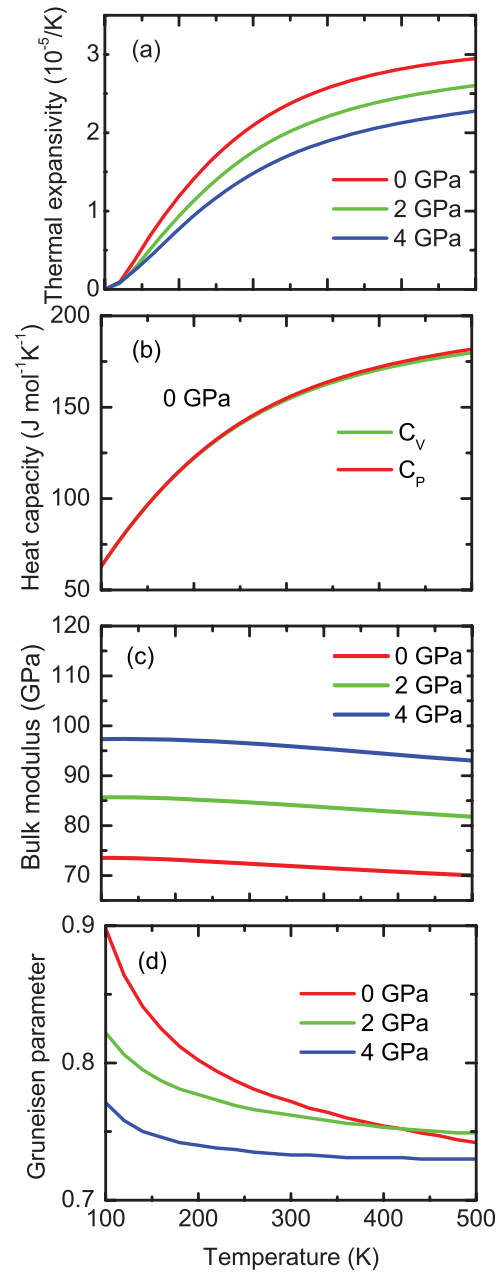 (a)
Thermal expansivity (10⁻⁵/K)
3
2
1
0
0 GPa
2 GPa
4 GPa
(b)
Heat capacity (J mol⁻¹K⁻¹)
200
150
100
50
0 GPa
C_V
C_P
(c)
Bulk modulus (GPa)
120
110
100
90
80
70
0 GPa
2 GPa
4 GPa
(d)
Gruneisen parameter
0.9
0.8
0.7
0 GPa
2 GPa
4 GPa
100 200 300 400 500
Temperature (K)